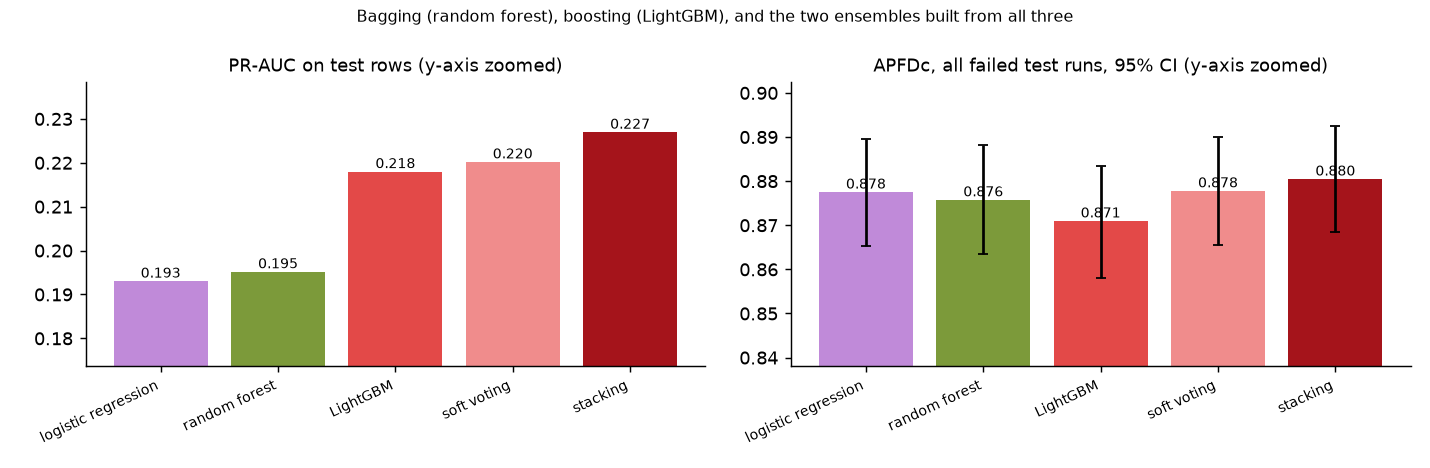 Bagging (random forest), boosting (LightGBM), and the two ensembles built from all three
PR-AUC on test rows (y-axis zoomed)
0.23
0.22
0.21
0.20
0.19
0.18
0.193
0.195
0.218
0.220
0.227
logistic regression
random forest
LightGBM
soft voting
stacking
APFDc, all failed test runs, 95% CI (y-axis zoomed)
0.90
0.89
0.88
0.87
0.86
0.85
0.84
0.878
0.876
0.871
0.878
0.880
logistic regression
random forest
LightGBM
soft voting
stacking